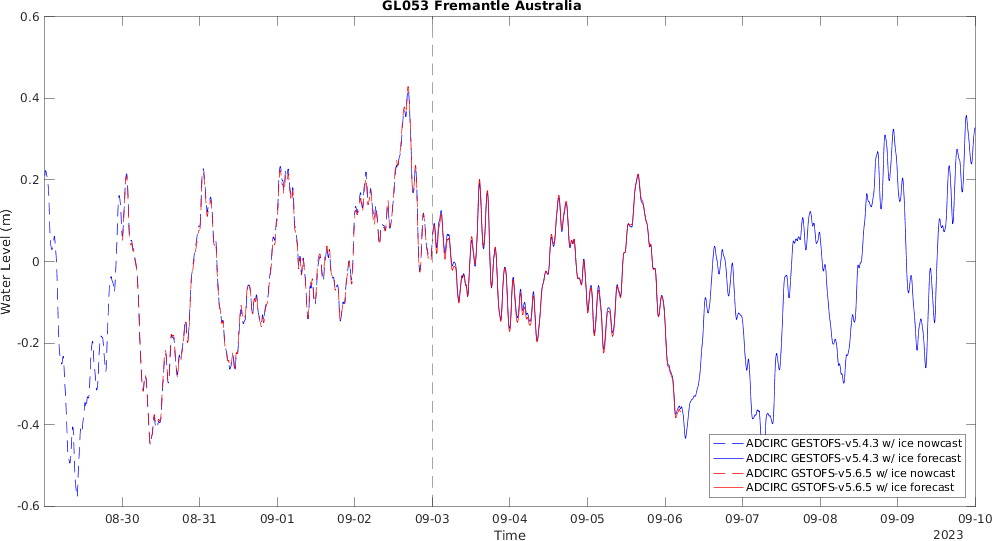 GL053 Fremantle Australia
0.6
0.4
0.2
0
-0.2
-0.4
-0.6
Water Level (m)
ADCIRC GESTOFS-v5.4.3 w/ ice nowcast
ADCIRC GESTOFS-v5.4.3 w/ ice forecast
ADCIRC GSTOFS-v5.6.5 w/ ice nowcast
ADCIRC GSTOFS-v5.6.5 w/ ice forecast
08-30 08-31 09-01 09-02 09-03 09-04 09-05 09-06 09-07 09-08 09-09 09-10
Time
2023